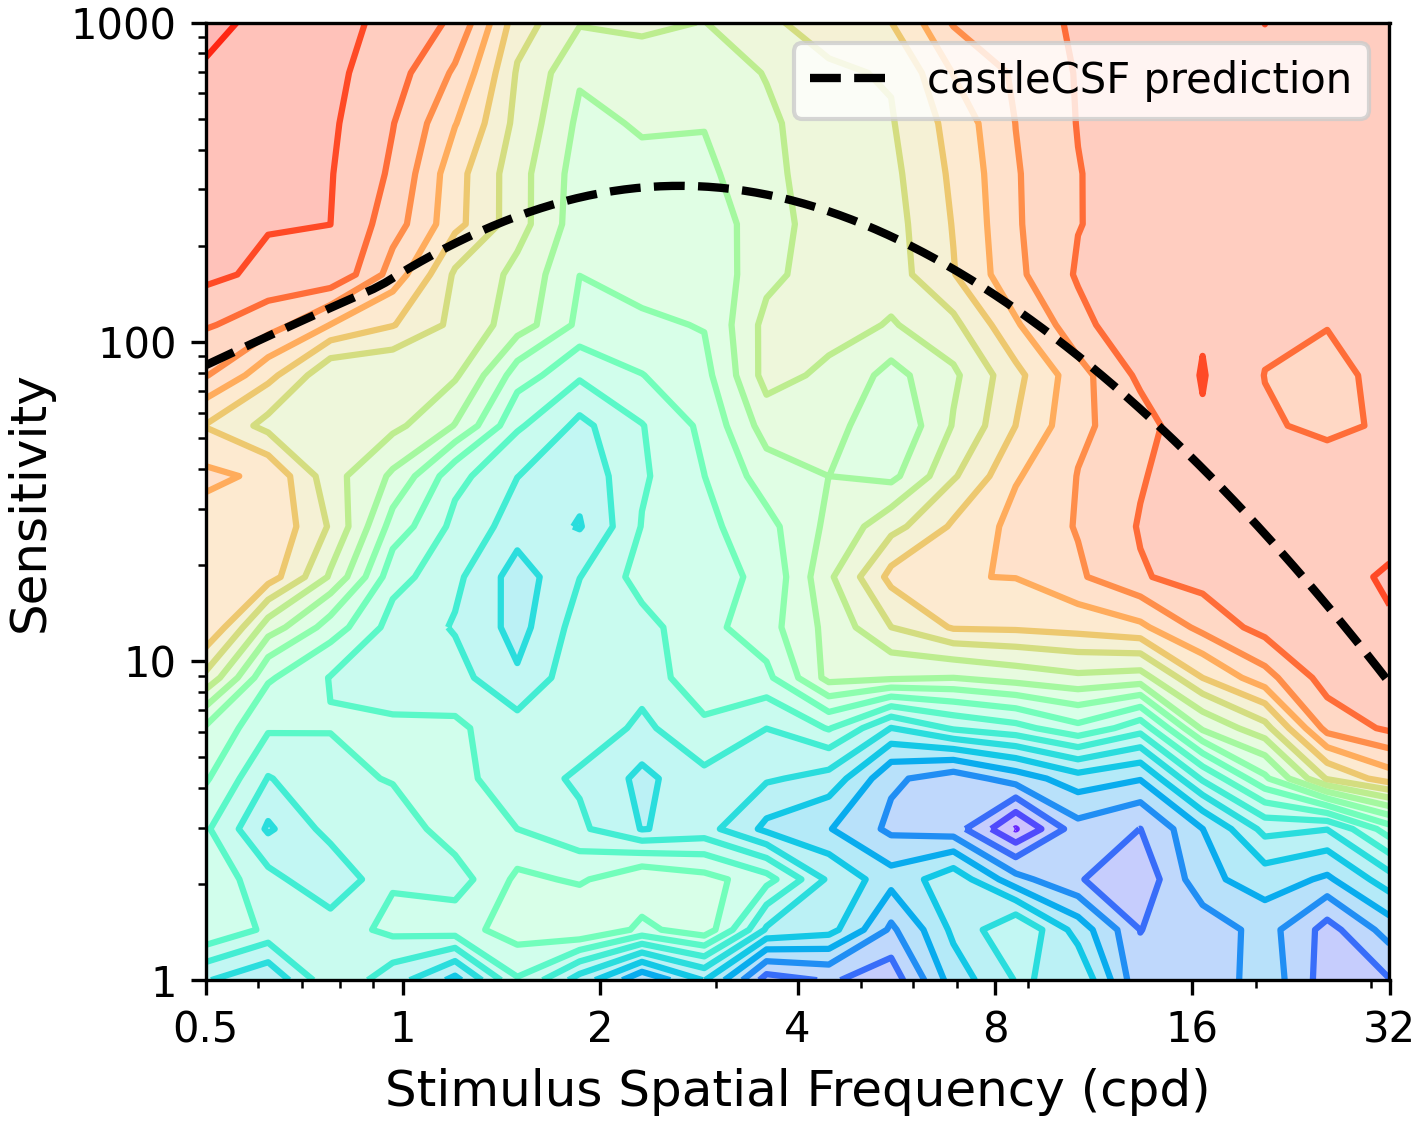 1000
castleCSF prediction
100
Sensitivity
10
1
0.5 1 2 4 8 16 32
Stimulus Spatial Frequency (cpd)